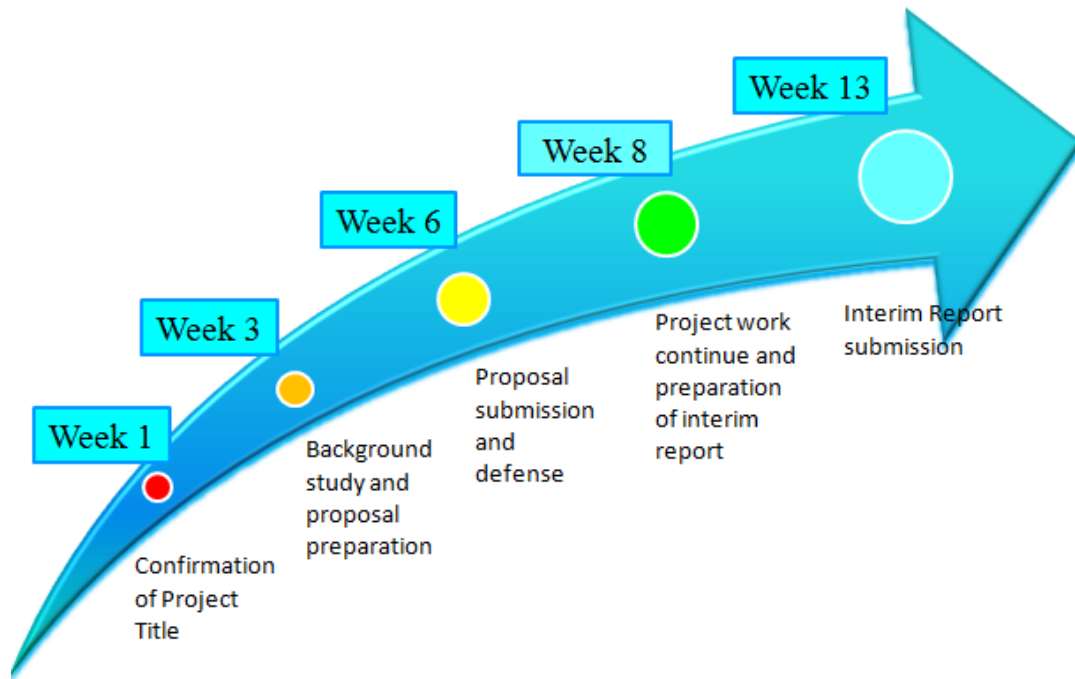 Week 1
Confirmation
of Project
Title
Week 3
Background
study and
proposal
preparation
Week 6
Proposal
submission
and
defense
Week 8
Project work
continue and
preparation
of interim
report
Week 13
Interim Report
submission